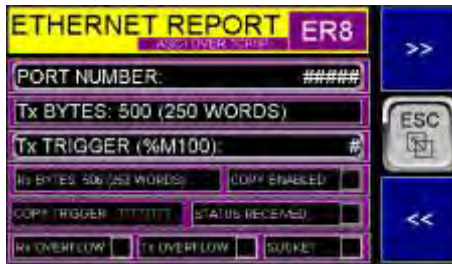 ETHERNET REPORT ER8
ASCII OVER TCP/IP
>>
PORT NUMBER: #####
Tx BYTES: 500 (250 WORDS)
ESC
Tx TRIGGER (%M100): #
Rx BYTES: 506 (253 WORDS) COPY ENABLED
COPY TRIGGER STATUS RECEIVED
<<
Rx OVERFLOW Tx OVERFLOW SOCKET